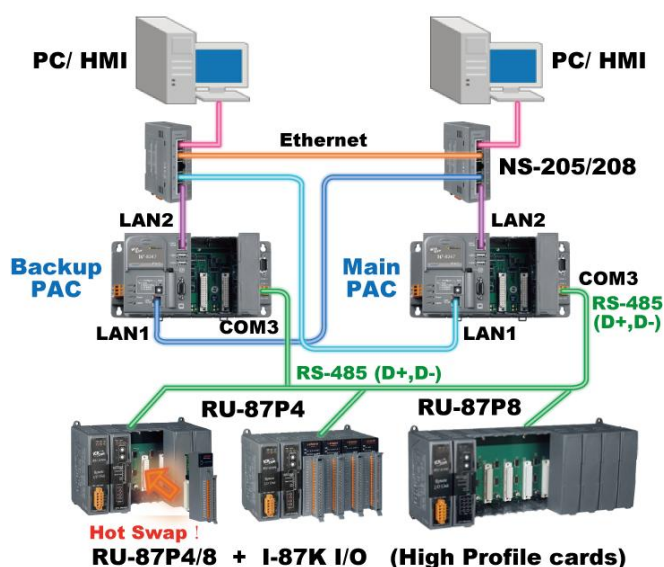 PC/ HMI
PC/ HMI
Ethernet
NS-205/208
LAN2
LAN2
Backup
PAC
Main
PAC
COM3
LAN1
COM3
LAN1
RS-485
(D+,D-)
RS-485 (D+,D-)
RU-87P4
RU-87P8
Hot Swap !
RU-87P4/8 + I-87K I/O (High Profile cards)